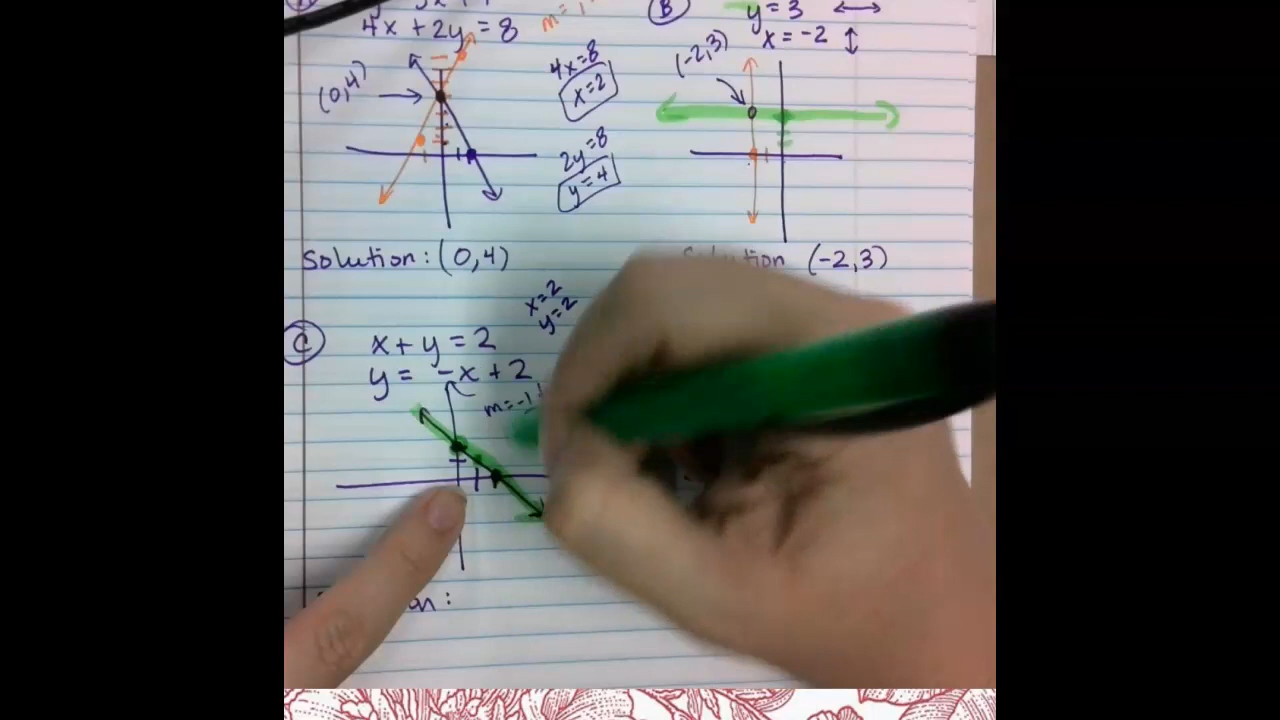 4x + 2y = 8
(0,4)
4x = 8
x = 2
2y = 8
y = 4
Solution: (0,4)
B
y = 3
x = -2
(-2,3)
Solution (-2,3)
C
x + y = 2
y = -x + 2
x = 2
y = 2
m = -1